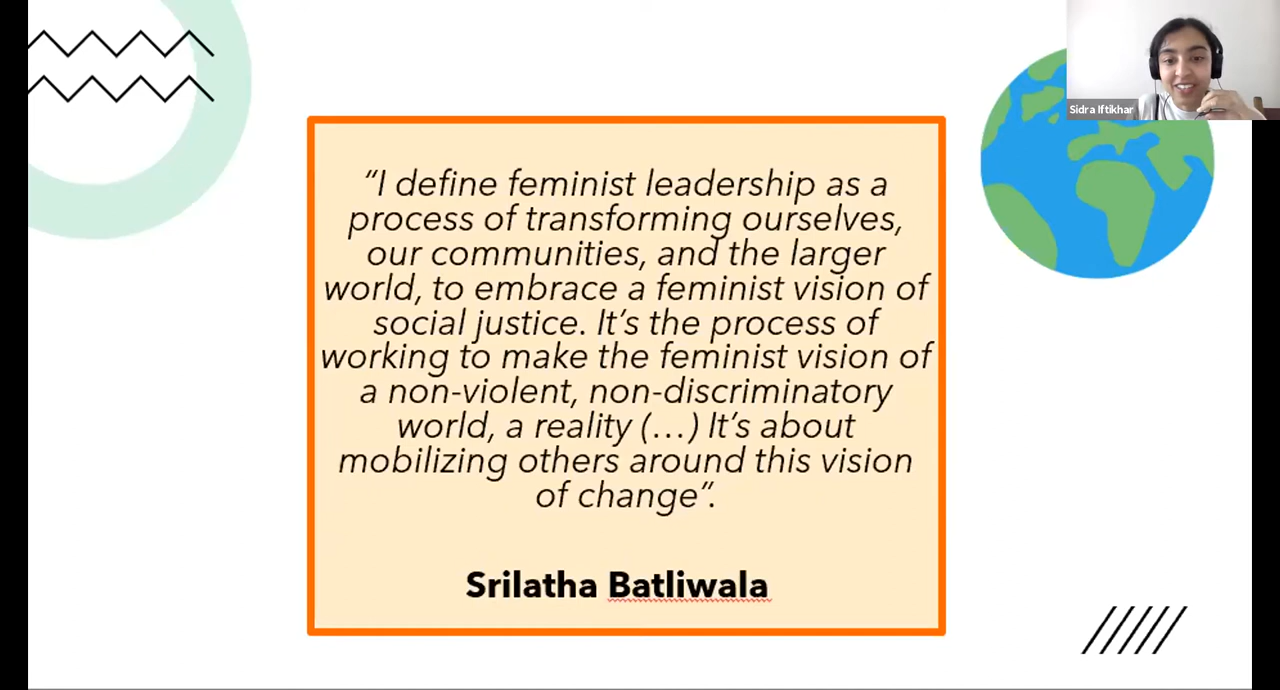 Sidra Iftikhar
“I define feminist leadership as a
process of transforming ourselves,
our communities, and the larger
world, to embrace a feminist vision of
social justice. It’s the process of
working to make the feminist vision of
a non-violent, non-discriminatory
world, a reality (…) It’s about
mobilizing others around this vision
of change”.
Srilatha Batliwala